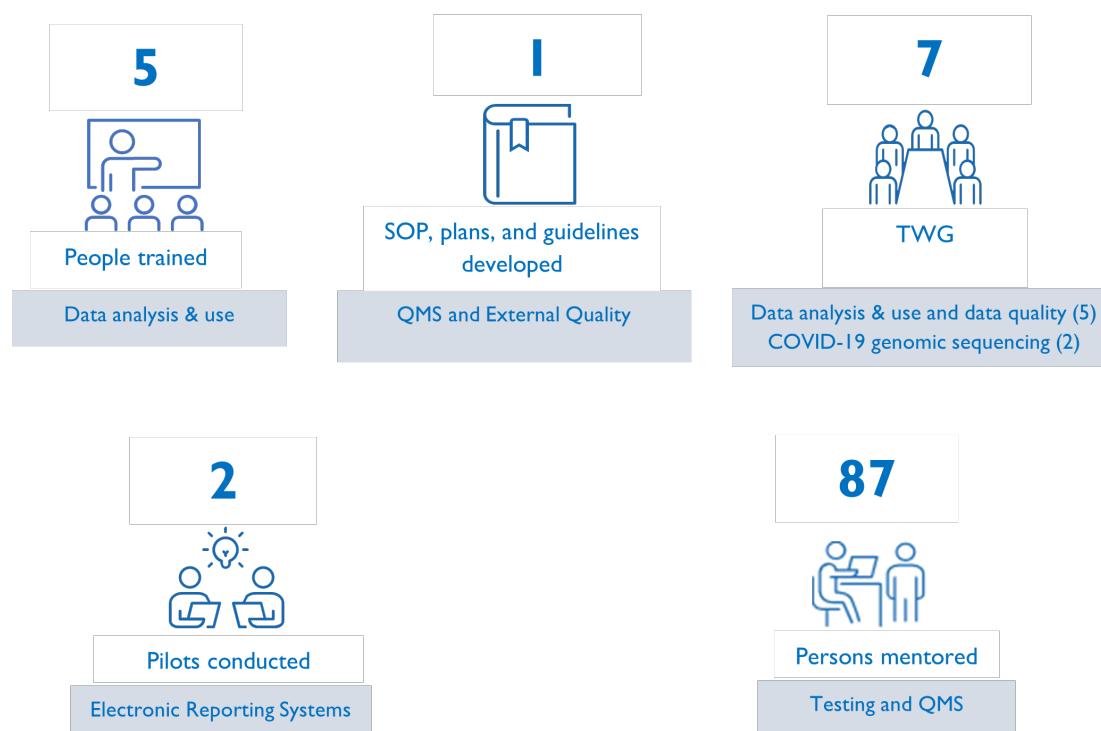 5
People trained
Data analysis & use
1
SOP, plans, and guidelines
developed
QMS and External Quality
7
TWG
Data analysis & use and data quality (5)
COVID-19 genomic sequencing (2)
2
Pilots conducted
Electronic Reporting Systems
87
Persons mentored
Testing and QMS